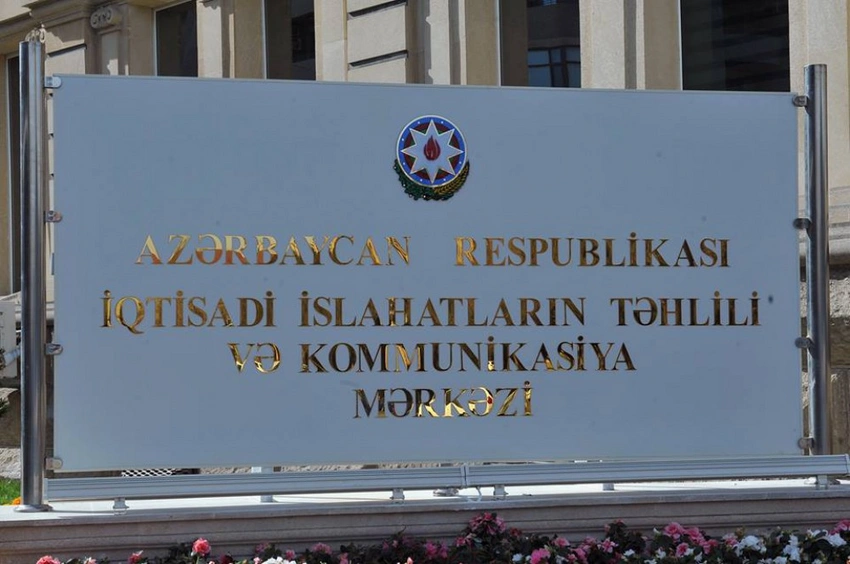 AZƏRBAYCAN RESPUBLİKASI
İQTİSADİ İSLAHATLARIN TƏHLİLİ
VƏ KOMMUNİKASİYA
MƏRKƏZİ